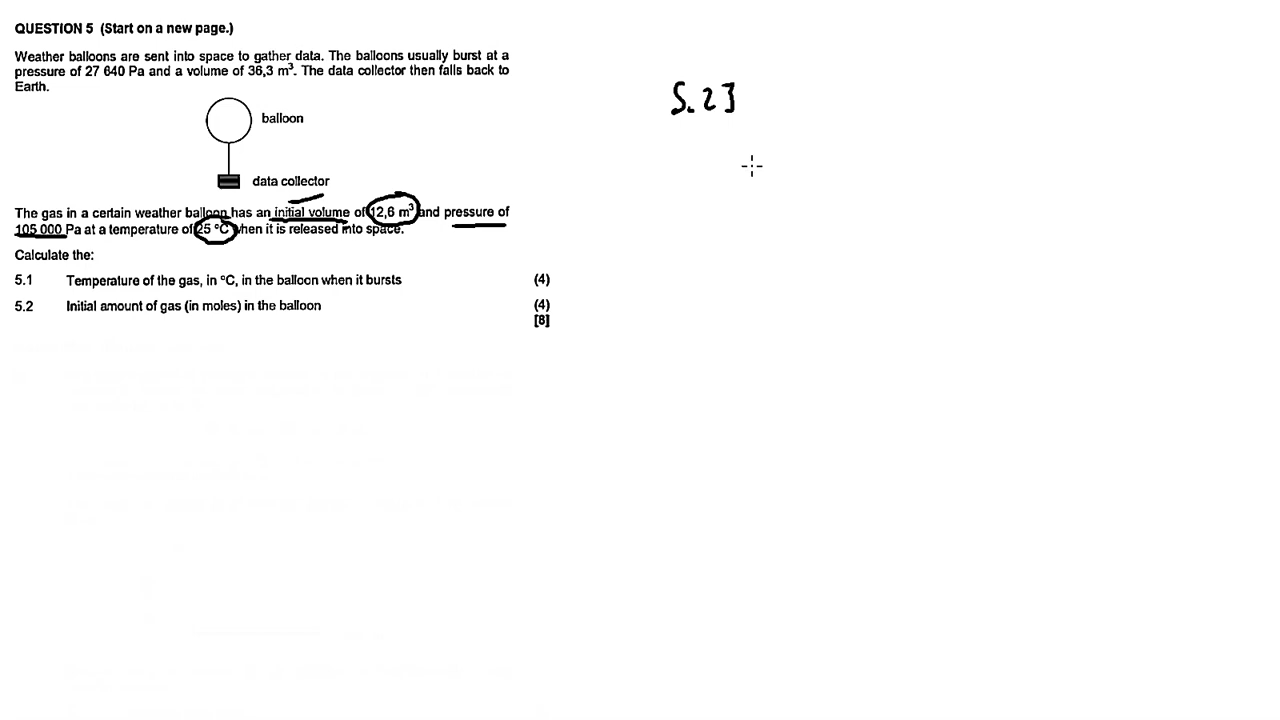 QUESTION 5 (Start on a new page.)
Weather balloons are sent into space to gather data. The balloons usually burst at a
pressure of 27 640 Pa and a volume of 36,3 m³. The data collector then falls back to
Earth.
balloon
data collector
The gas in a certain weather balloon has an initial volume of 12,6 m³ and pressure of
105 000 Pa at a temperature of 25 °C when it is released into space.
Calculate the:
5.1 Temperature of the gas, in °C, in the balloon when it bursts (4)
5.2 Initial amount of gas (in moles) in the balloon (4)
[8]
5.2]